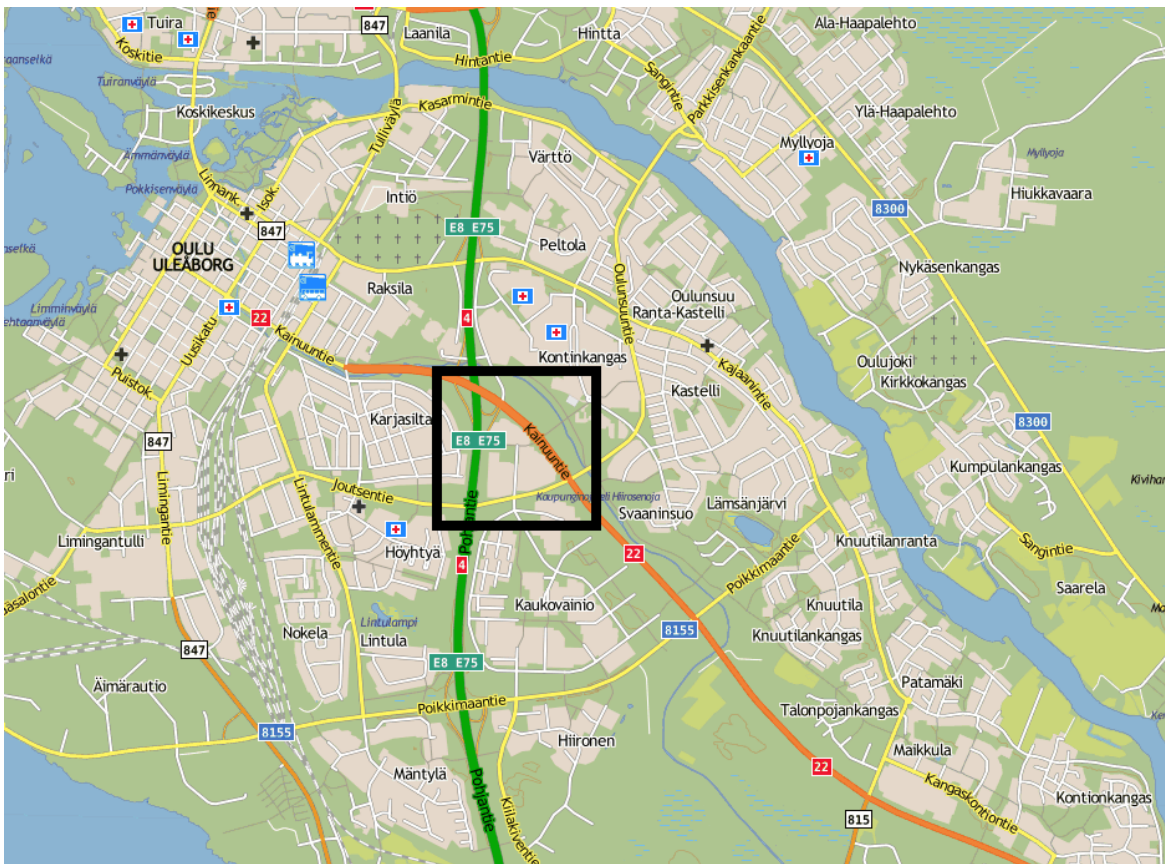 Tuira
847
Laanila
Hintta
Ala-Haapalehto
Koskitie
Hintantie
Sangintie
Parkkisenkankaantie
Tuiranväylä
Koskikeskus
Kasarmintie
Tulliväylä
Ylä-Haapalehto
Myllyoja
Myllyoja
Ämmänväylä
Värttö
Hiukkavaara
Pokkisenväylä
Linnank.
Isok.
Intiö
8300
847
E8 E75
OULU
ULEÅBORG
Peltola
Nykäsenkangas
Oulunsuuntie
Raksila
Oulunsuu
Ranta-Kastelli
Limminväylä
22
4
Uusikatu
Kainuuntie
Kontinkangas
Oulujoki
Kirkkokangas
Puistok.
Kastelli
Kajaanintie
Karjasilta
8300
847
E8 E75
Kainuuntie
Kumpulankangas
Limingantie
Joutsentie
Lintulammentie
Svaaninsuo
Lämsänjärvi
Limingantulli
Pohjantie
Knuutilanranta
Sangintie
Höyhtyä
22
Poikkimaantie
4
Saarela
Kaukovainio
Knuutila
Nokela
Lintulampi
Lintula
8155
Knuutilankangas
847
E8 E75
Äimärautio
Patamäki
Poikkimaantie
Talonpojankangas
8155
Hiironen
Maikkula
22
Mäntylä
Pohjantie
Kiilakiventie
Kangaskontiontie
Kontionkangas
815